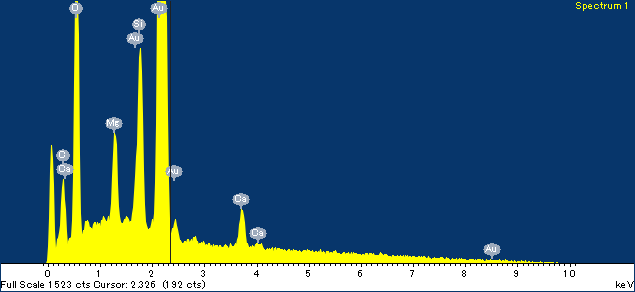 Spectrum 1
O
Au
Si
Au
Mg
C
Ca
Au
Ca
Ca
Au
0 1 2 3 4 5 6 7 8 9 10
Full Scale 1523 cts Cursor: 2.326 (192 cts)
keV